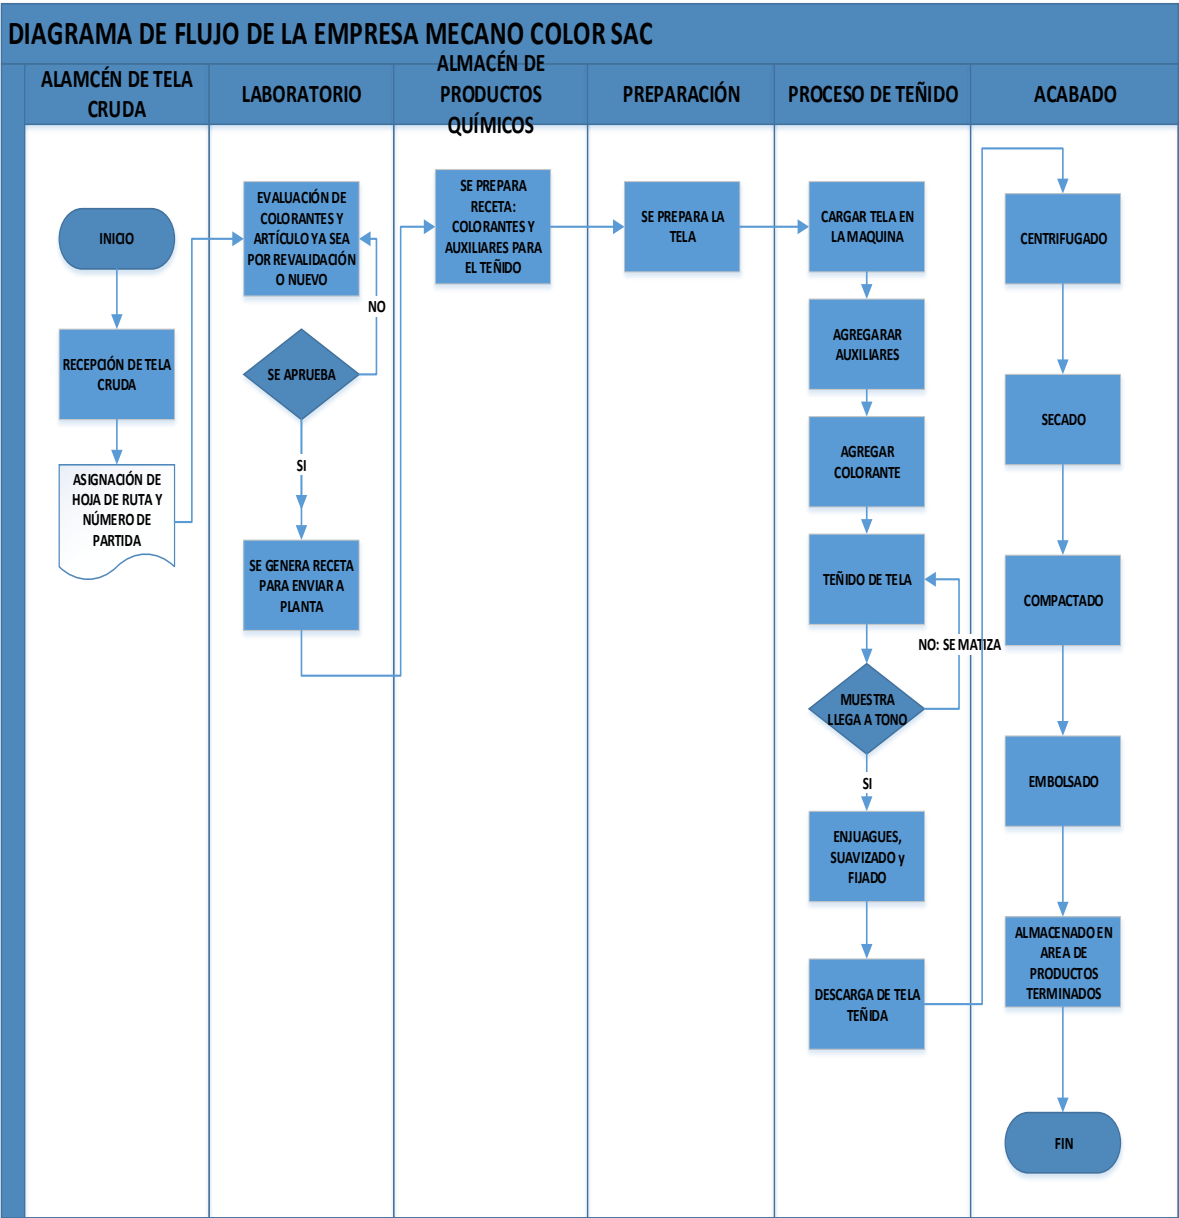 DIAGRAMA DE FLUJO DE LA EMPRESA MECANO COLOR SAC
ALAMCÉN DE TELA
CRUDA
LABORATORIO
ALMACÉN DE
PRODUCTOS
QUÍMICOS
PREPARACIÓN
PROCESO DE TEÑIDO
ACABADO
INICIO
RECEPCIÓN DE TELA
CRUDA
ASIGNACIÓN DE
HOJA DE RUTA Y
NÚMERO DE
PARTIDA
EVALUACIÓN DE
COLORANTES Y
ARTÍCULO YA SEA
POR REVALIDACIÓN
O NUEVO
NO
SE APRUEBA
SI
SE GENERA RECETA
PARA ENVIAR A
PLANTA
SE PREPARA
RECETA:
COLORANTES Y
AUXILIARES PARA
EL TEÑIDO
SE PREPARA LA
TELA
CARGAR TELA EN
LA MAQUINA
AGREGARAR
AUXILIARES
AGREGAR
COLORANTE
TEÑIDO DE TELA
NO: SE MATIZA
MUESTRA
LLEGA A TONO
SI
ENJUAGUES,
SUAVIZADO y
FIJADO
DESCARGA DE TELA
TEÑIDA
CENTRIFUGADO
SECADO
COMPACTADO
EMBOLSADO
ALMACENADO EN
AREA DE
PRODUCTOS
TERMINADOS
FIN